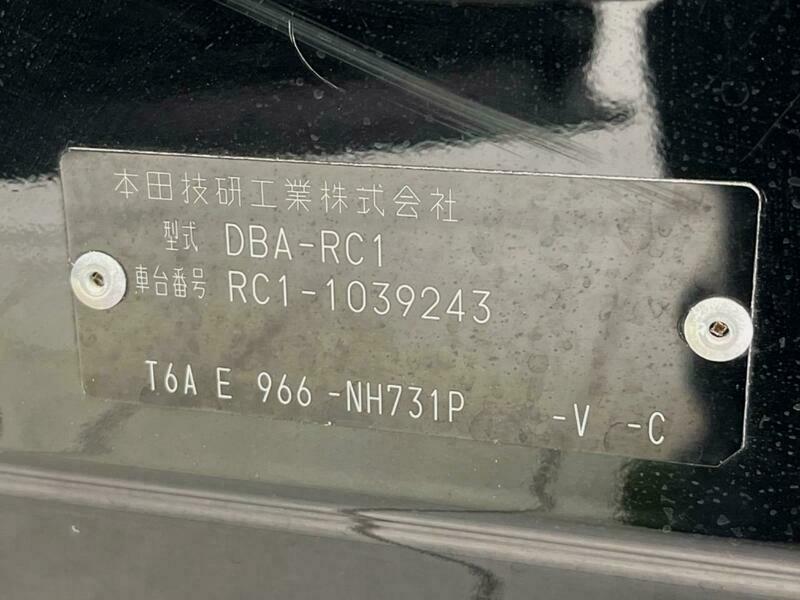 本田技研工業株式会社
型式 DBA-RC1
車台番号 RC1-1039243
T6A E 966-NH731P -V -C